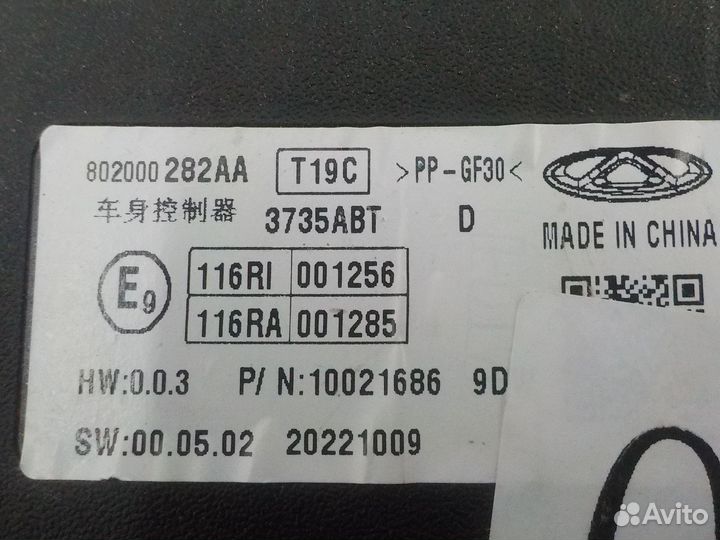 802000282AA T19C >PP-GF30<
车身控制器 3735ABT D MADE IN CHINA
E9 116RI 001256
116RA 001285
HW:0.0.3 P/N:10021686 9D
SW:00.05.02 20221009
Avito